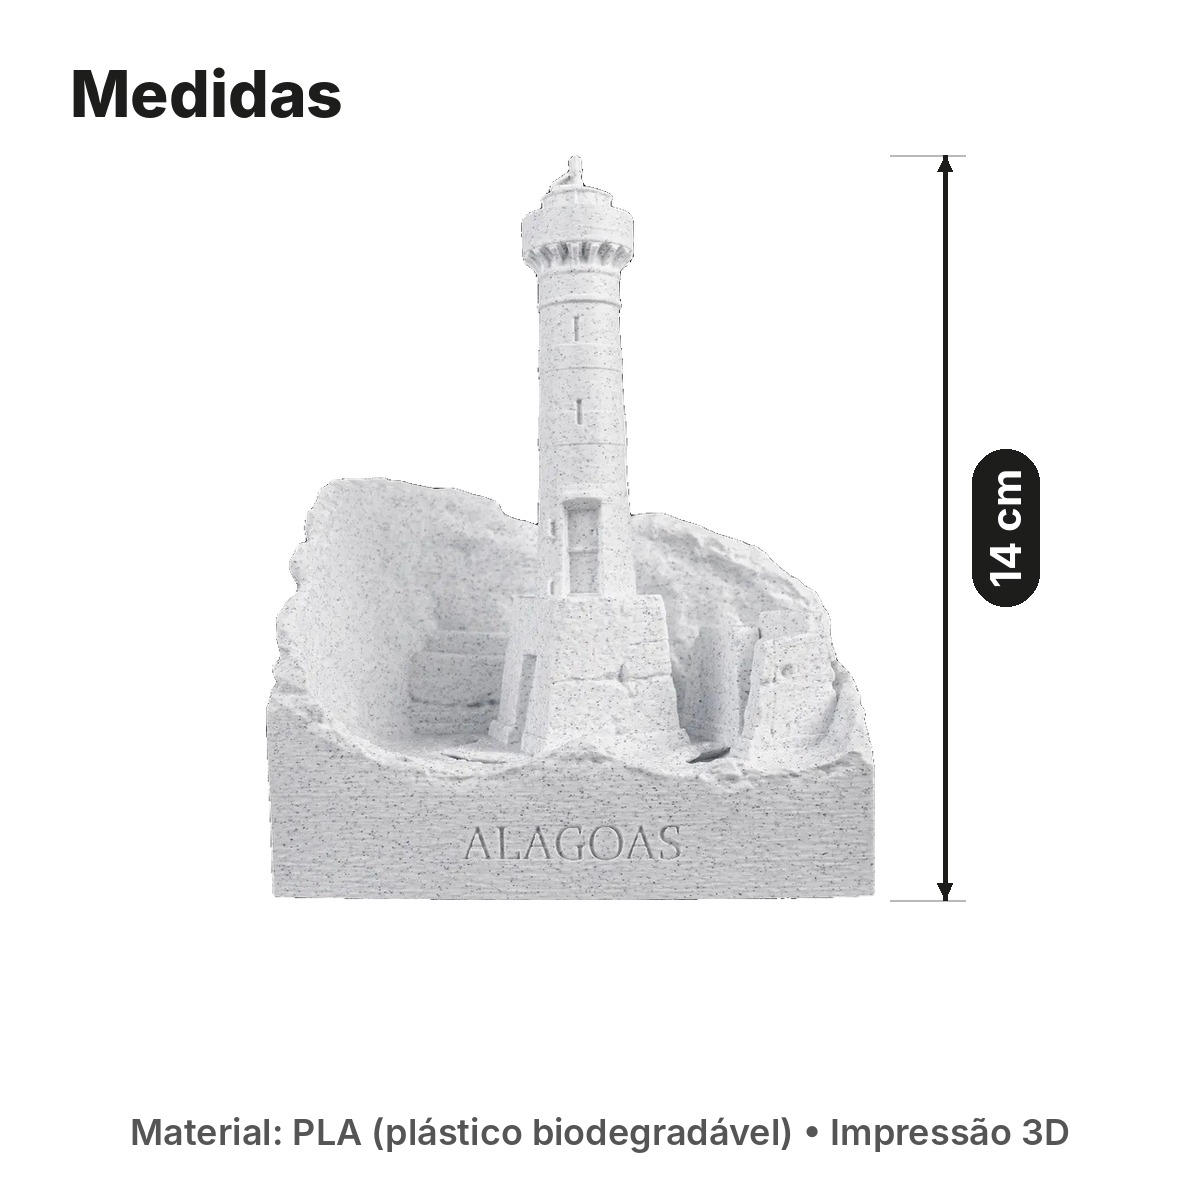 Medidas
14 cm
ALAGOAS
Material: PLA (plástico biodegradável) • Impressão 3D